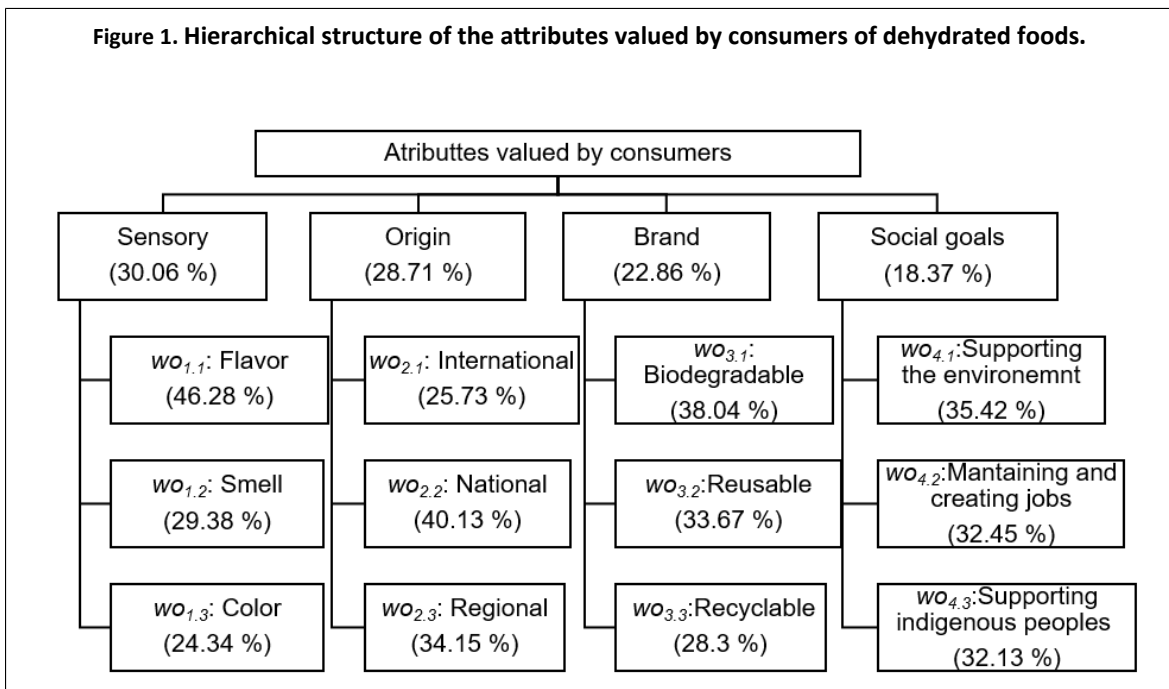 Figure 1. Hierarchical structure of the attributes valued by consumers of dehydrated foods.
Atributtes valued by consumers
Sensory
(30.06 %)
Origin
(28.71 %)
Brand
(22.86 %)
Social goals
(18.37 %)
wo1.1: Flavor
(46.28 %)
wo2.1: International
(25.73 %)
wo3.1:
Biodegradable
(38.04 %)
wo4.1:Supporting
the environemnt
(35.42 %)
wo1.2: Smell
(29.38 %)
wo2.2: National
(40.13 %)
wo3.2:Reusable
(33.67 %)
wo4.2:Mantaining and
creating jobs
(32.45 %)
wo1.3: Color
(24.34 %)
wo2.3: Regional
(34.15 %)
wo3.3:Recyclable
(28.3 %)
wo4.3:Supporting
indigenous peoples
(32.13 %)